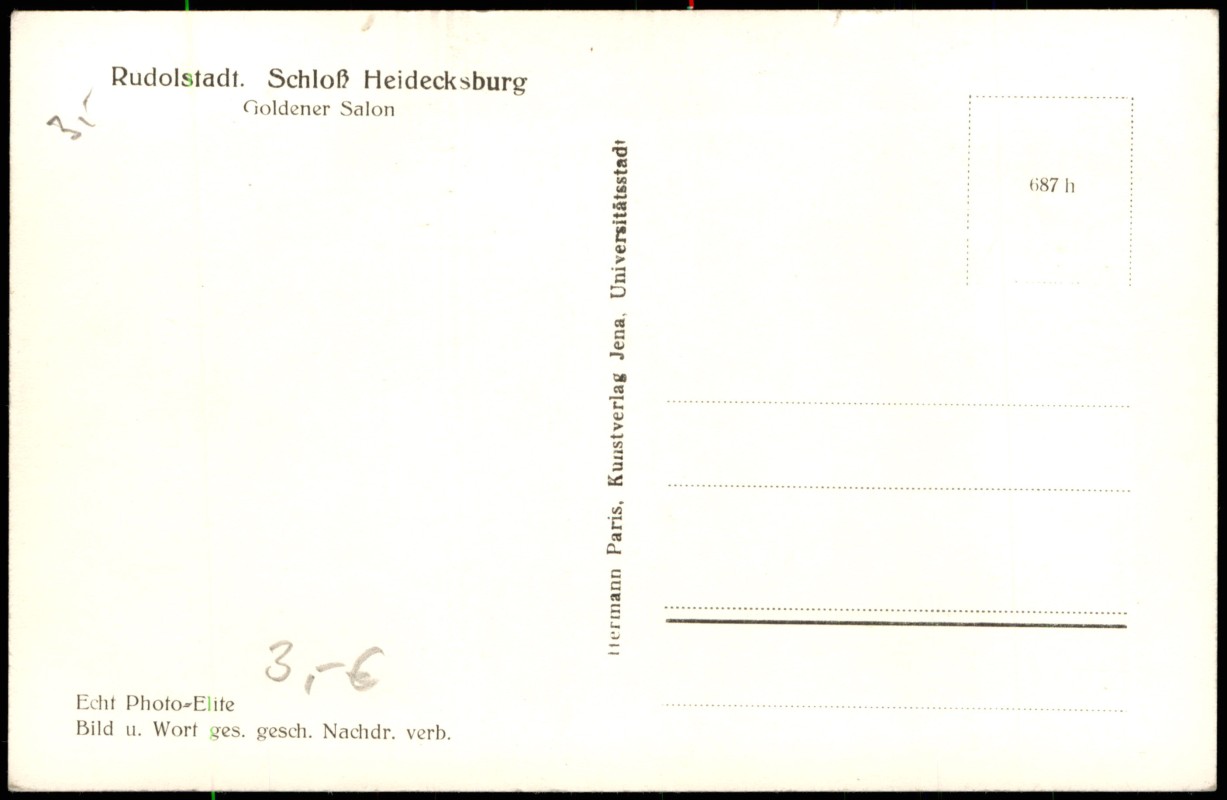 Rudolstadt. Schloß Heidecksburg
Goldener Salon
3,-
687 h
Hermann Paris, Kunstverlag Jena, Universitätsstadt
3,-€
Echt Photo-Elite
Bild u. Wort ges. gesch. Nachdr. verb.